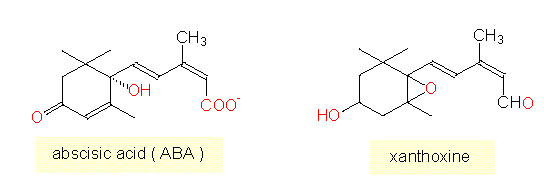 CH3
OH
O
COO-
abscisic acid ( ABA )
CH3
O
HO
CHO
xanthoxine